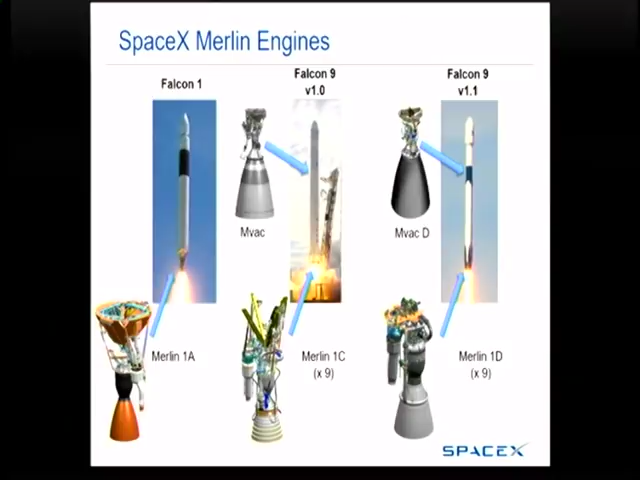 SpaceX Merlin Engines
Falcon 1
Falcon 9
v1.0
Falcon 9
v1.1
Mvac
Mvac D
Merlin 1A
Merlin 1C
(x 9)
Merlin 1D
(x 9)
SPACEX